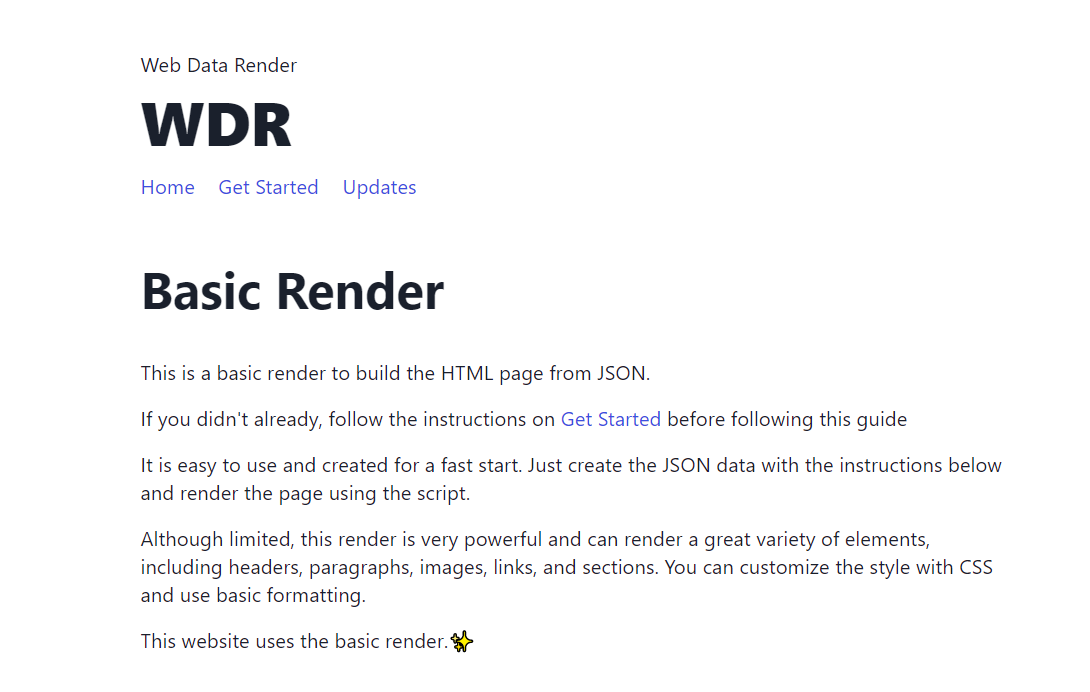 Web Data Render
WDR
Home Get Started Updates
Basic Render
This is a basic render to build the HTML page from JSON.
If you didn't already, follow the instructions on Get Started before following this guide
It is easy to use and created for a fast start. Just create the JSON data with the instructions below
and render the page using the script.
Although limited, this render is very powerful and can render a great variety of elements,
including headers, paragraphs, images, links, and sections. You can customize the style with CSS
and use basic formatting.
This website uses the basic render.✨